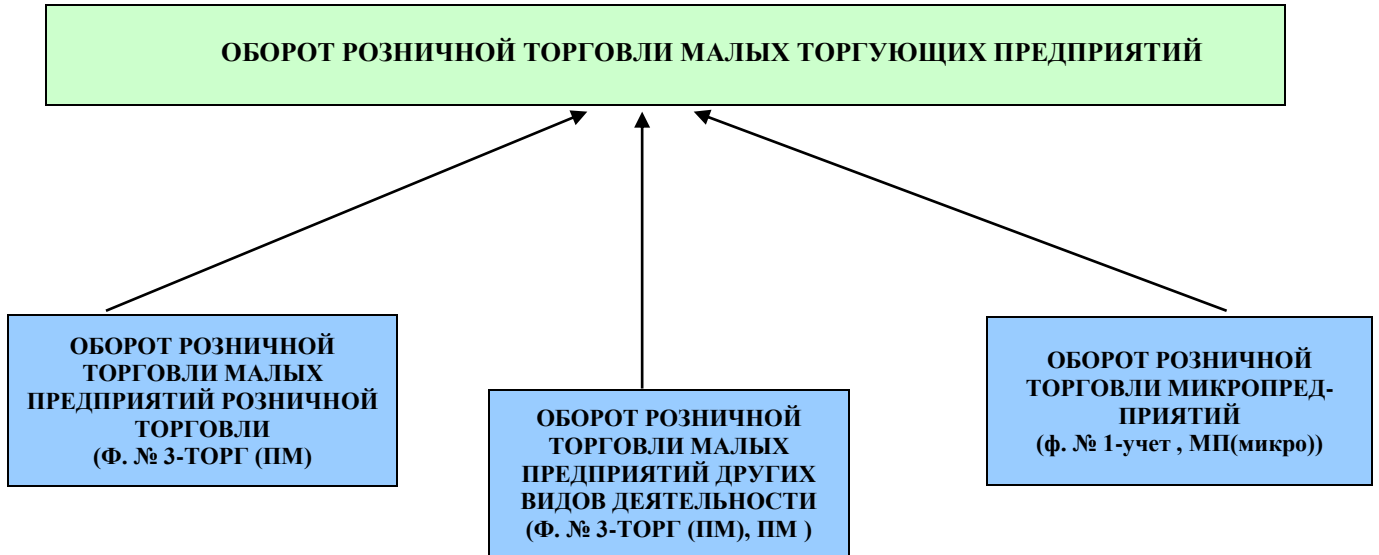 ОБОРОТ РОЗНИЧНОЙ ТОРГОВЛИ МАЛЫХ ТОРГУЮЩИХ ПРЕДПРИЯТИЙ
ОБОРОТ РОЗНИЧНОЙ
ТОРГОВЛИ МАЛЫХ
ПРЕДПРИЯТИЙ РОЗНИЧНОЙ
ТОРГОВЛИ
(Ф. № 3-ТОРГ (ПМ)
ОБОРОТ РОЗНИЧНОЙ
ТОРГОВЛИ МАЛЫХ
ПРЕДПРИЯТИЙ ДРУГИХ
ВИДОВ ДЕЯТЕЛЬНОСТИ
(Ф. № 3-ТОРГ (ПМ), ПМ )
ОБОРОТ РОЗНИЧНОЙ
ТОРГОВЛИ МИКРОПРЕД-
ПРИЯТИЙ
(ф. № 1-учет , МП(микро))